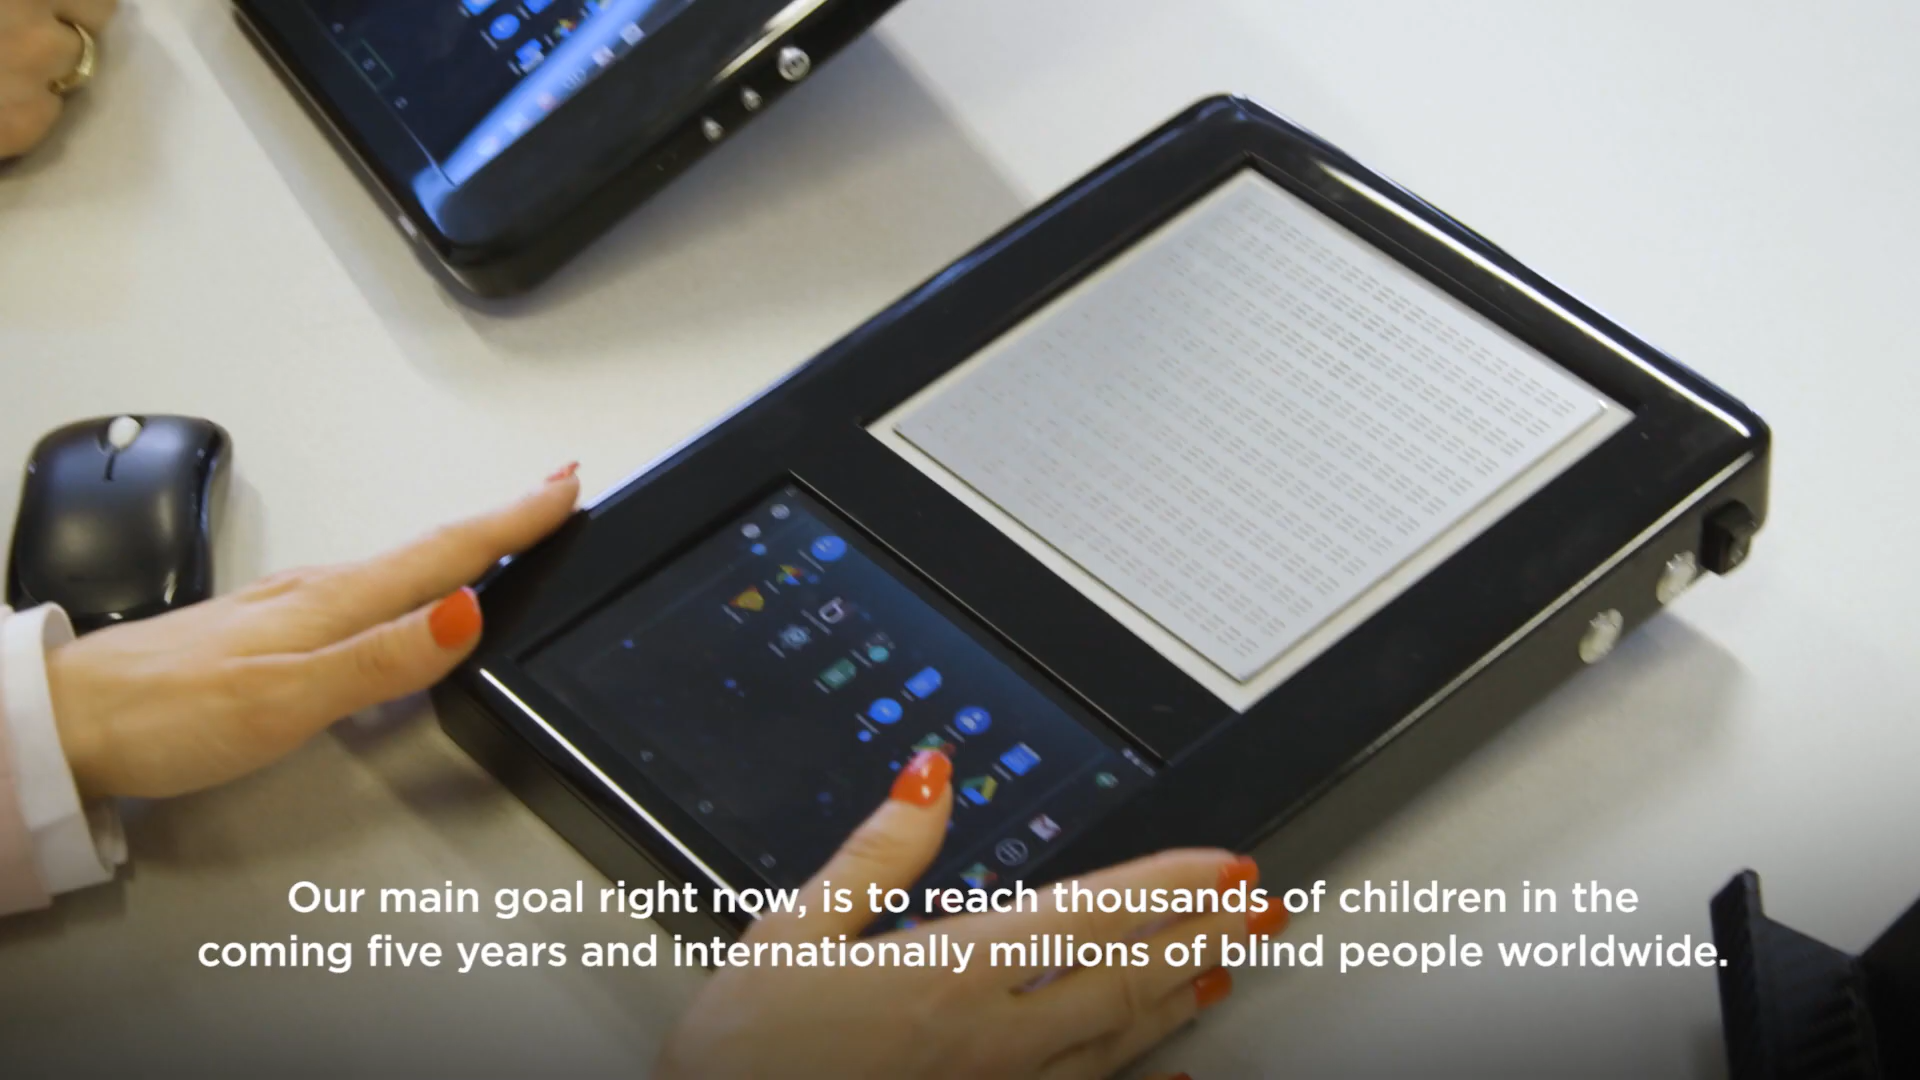 Our main goal right now, is to reach thousands of children in the
coming five years and internationally millions of blind people worldwide.